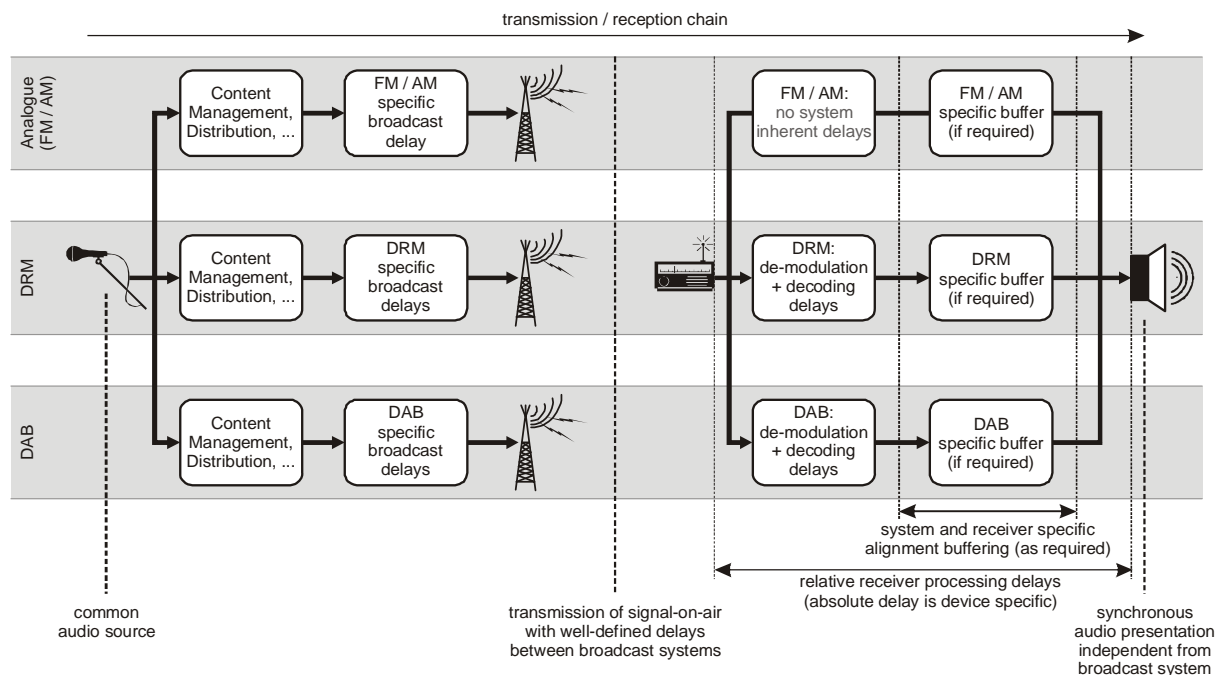 transmission / reception chain
Analogue
(FM / AM)
Content
Management,
Distribution, ...
FM / AM
specific
broadcast
delay
FM / AM:
no system
inherent delays
FM / AM
specific buffer
(if required)
DRM
Content
Management,
Distribution, ...
DRM
specific
broadcast
delays
DRM:
de-modulation
+ decoding
delays
DRM
specific buffer
(if required)
DAB
Content
Management,
Distribution, ...
DAB
specific
broadcast
delays
DAB:
de-modulation
+ decoding
delays
DAB
specific buffer
(if required)
system and receiver specific
alignment buffering (as required)
relative receiver processing delays
(absolute delay is device specific)
common
audio source
transmission of signal-on-air
with well-defined delays
between broadcast systems
synchronous
audio presentation
independent from
broadcast system